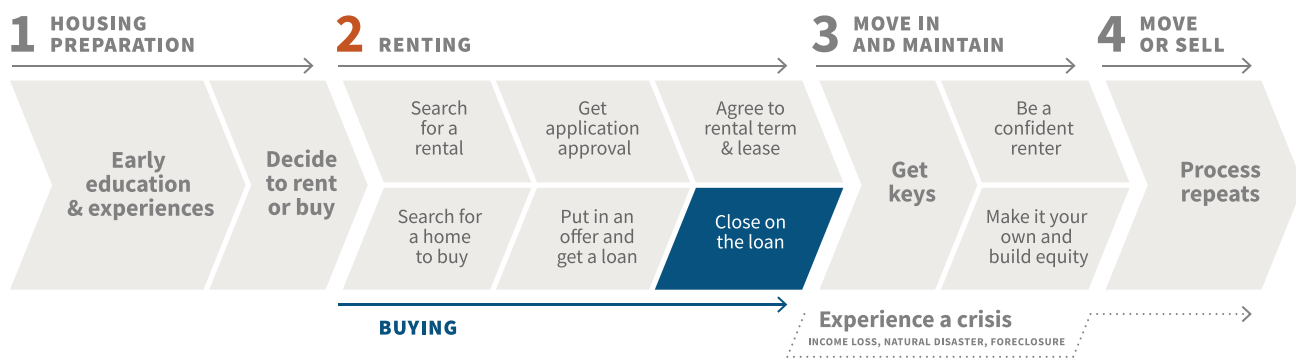 1 HOUSING
PREPARATION
2 RENTING
3 MOVE IN
AND MAINTAIN
4 MOVE
OR SELL
Early
education
& experiences
Decide
to rent
or buy
Search
for a
rental
Get
application
approval
Agree to
rental term
& lease
Search for
a home
to buy
Put in an
offer and
get a loan
Close on
the loan
Get
keys
Be a
confident
renter
Make it your
own and
build equity
Process
repeats
BUYING
Experience a crisis
INCOME LOSS, NATURAL DISASTER, FORECLOSURE